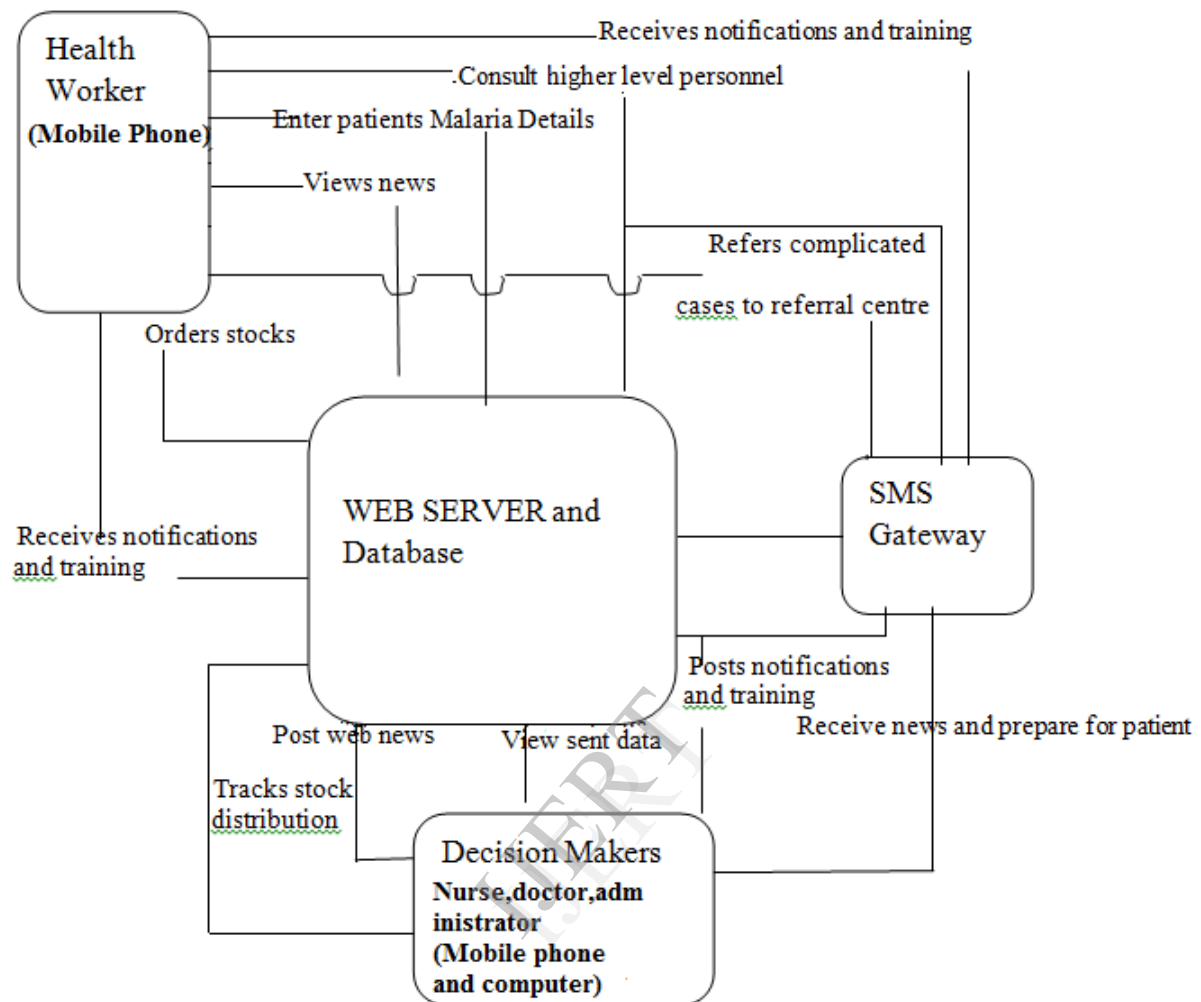 Health
Worker
(Mobile Phone)
Receives notifications and training
.Consult higher level personnel
Enter patients Malaria Details
Views news
Refers complicated
cases to referral centre
Orders stocks
WEB SERVER and
Database
SMS
Gateway
Receives notifications
and training
Posts notifications
and training
Receive news and prepare for patient
Post web news
View sent data
Tracks stock
distribution
Decision Makers
Nurse,doctor,adm
inistrator
(Mobile phone
and computer)
IJERT